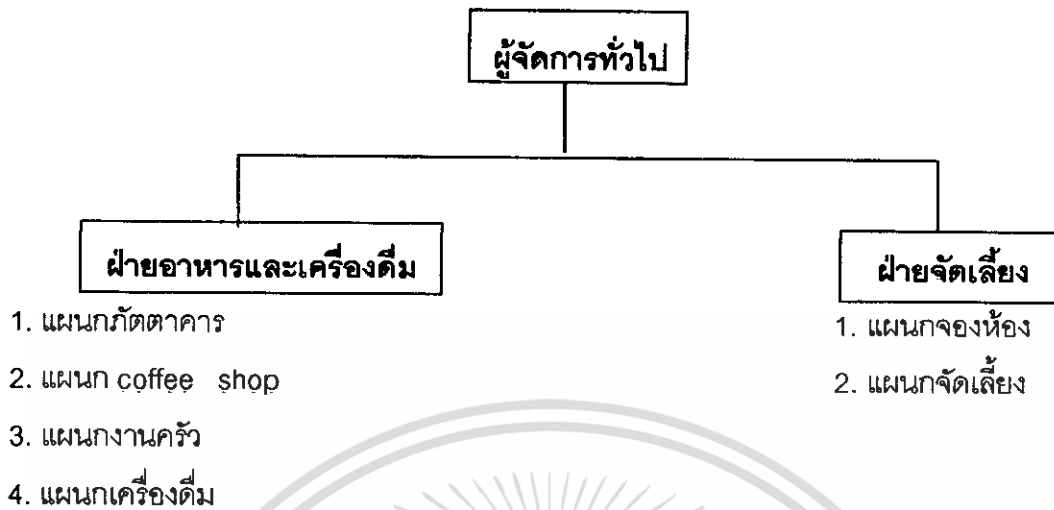 ผู้จัดการทั่วไป
ฝ่ายอาหารและเครื่องดื่ม
1. แผนกภัตตาคาร
2. แผนก coffee shop
3. แผนกงานครัว
4. แผนกเครื่องดื่ม
ฝ่ายจัดเลี้ยง
1. แผนกจองห้อง
2. แผนกจัดเลี้ยง